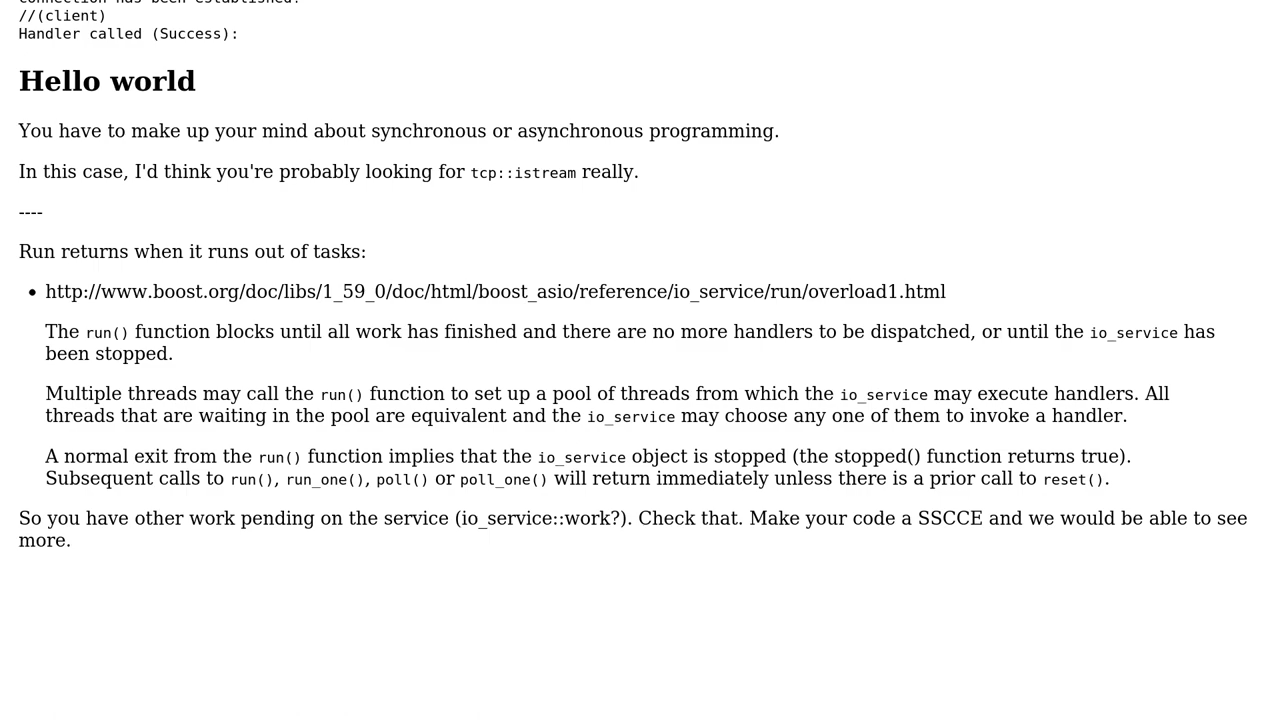 connection has been established!
//(client)
Handler called (Success):
Hello world
You have to make up your mind about synchronous or asynchronous programming.
In this case, I'd think you're probably looking for tcp::istream really.
----
Run returns when it runs out of tasks:
• http://www.boost.org/doc/libs/1_59_0/doc/html/boost_asio/reference/io_service/run/overload1.html
The run() function blocks until all work has finished and there are no more handlers to be dispatched, or until the io_service has
been stopped.
Multiple threads may call the run() function to set up a pool of threads from which the io_service may execute handlers. All
threads that are waiting in the pool are equivalent and the io_service may choose any one of them to invoke a handler.
A normal exit from the run() function implies that the io_service object is stopped (the stopped() function returns true).
Subsequent calls to run(), run_one(), poll() or poll_one() will return immediately unless there is a prior call to reset().
So you have other work pending on the service (io_service::work?). Check that. Make your code a SSCCE and we would be able to see
more.